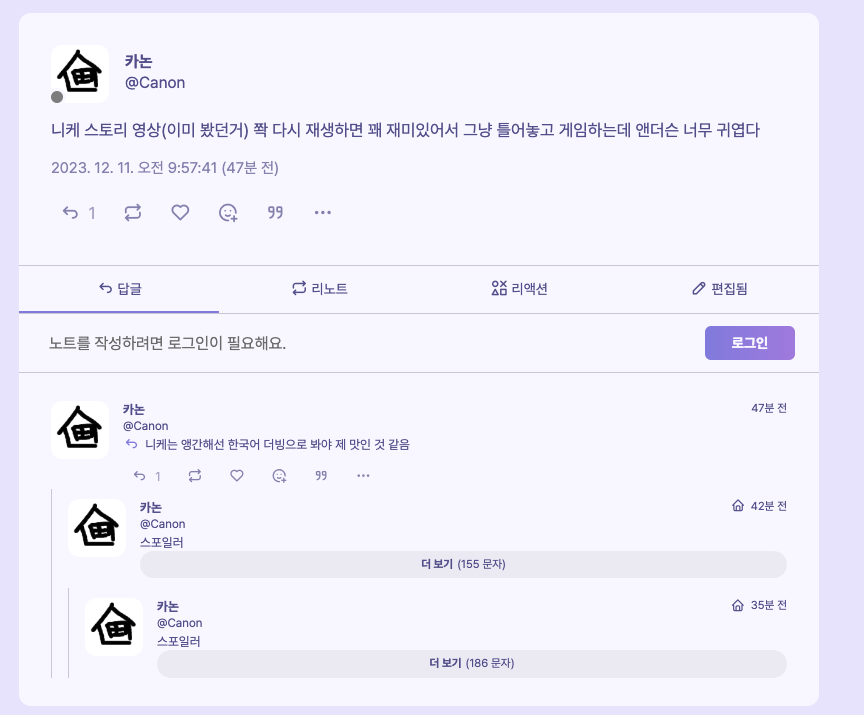 카논
@Canon
니케 스토리 영상(이미 봤던거) 쫙 다시 재생하면 꽤 재미있어서 그냥 틀어놓고 게임하는데 앤더슨 너무 귀엽다
2023. 12. 11. 오전 9:57:41 (47분 전)
1
답글 리노트 리액션 편집됨
노트를 작성하려면 로그인이 필요해요. 로그인
카논 47분 전
@Canon
니케는 앵간해선 한국어 더빙으로 봐야 제 맛인 것 같음
1
카논 42분 전
@Canon
스포일러
더 보기 (155 문자)
카논 35분 전
@Canon
스포일러
더 보기 (186 문자)